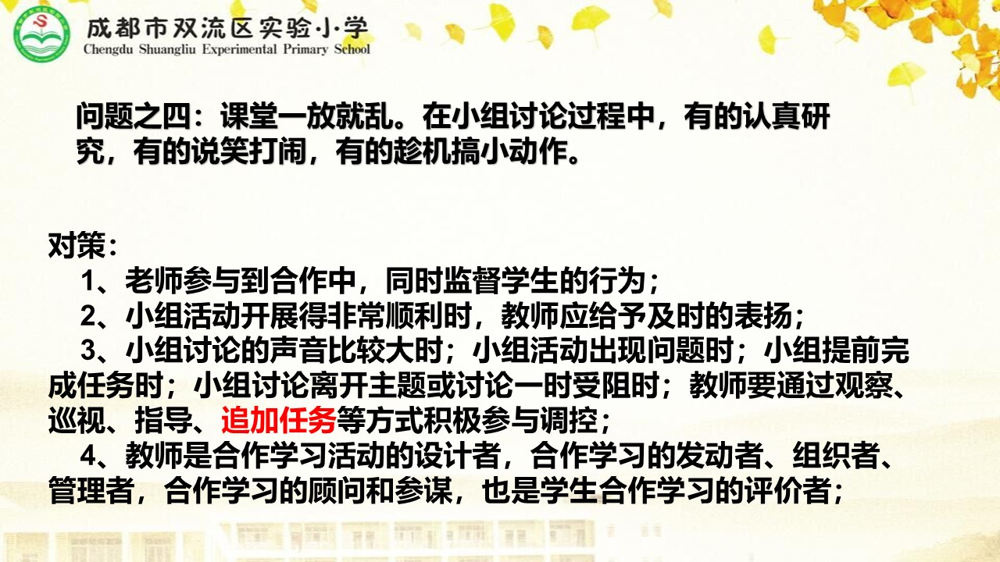 成都市双流区实验小学
Chengdu Shuangliu Experimental Primary School
问题之四：课堂一放就乱。在小组讨论过程中，有的认真研
究，有的说笑打闹，有的趁机搞小动作。
对策：
1、老师参与到合作中，同时监督学生的行为；
2、小组活动开展得非常顺利时，教师应给予及时的表扬；
3、小组讨论的声音比较大时；小组活动出现问题时；小组提前完
成任务时；小组讨论离开主题或讨论一时受阻时；教师要通过观察、
巡视、指导、追加任务等方式积极参与调控；
4、教师是合作学习活动的设计者，合作学习的发动者、组织者、
管理者，合作学习的顾问和参谋，也是学生合作学习的评价者；